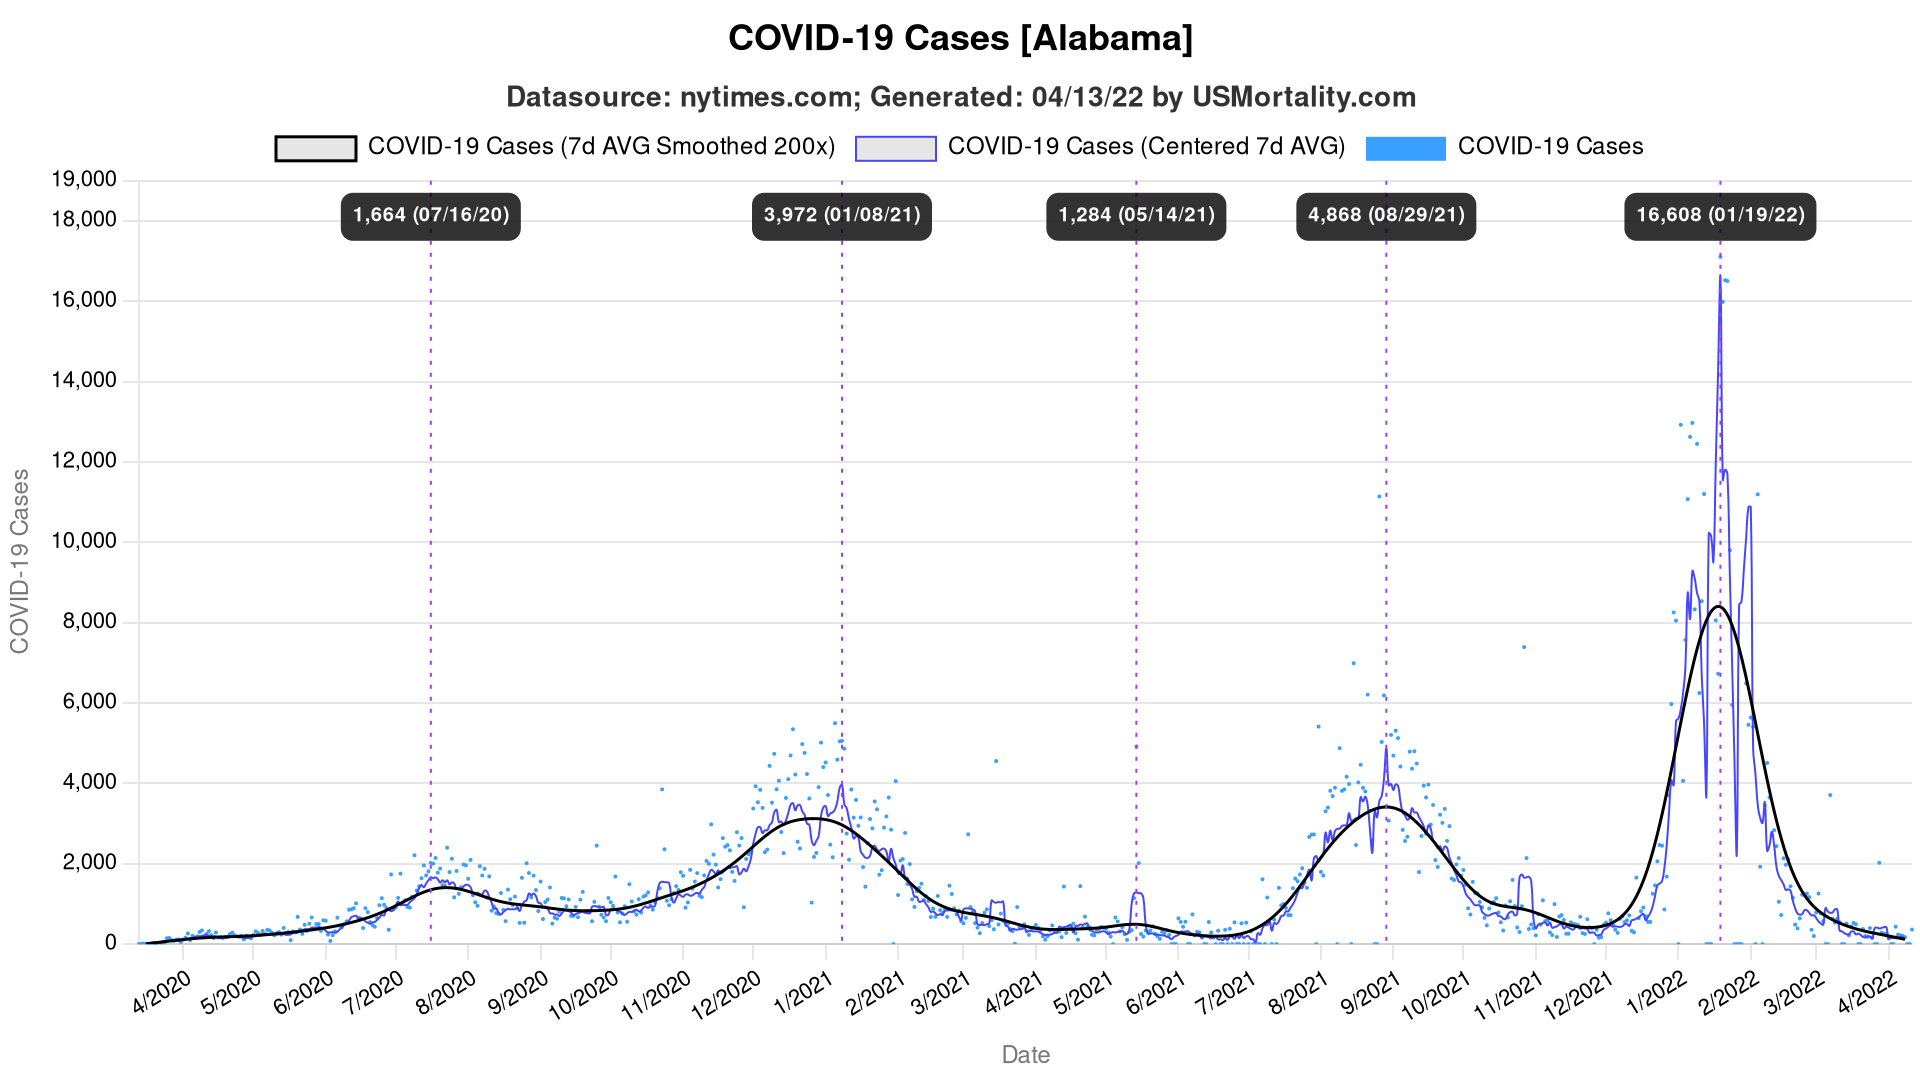 COVID-19 Cases [Alabama]
Datasource: nytimes.com; Generated: 04/13/22 by USMortality.com
COVID-19 Cases (7d AVG Smoothed 200x) COVID-19 Cases (Centered 7d AVG) COVID-19 Cases
1,664 (07/16/20) 3,972 (01/08/21) 1,284 (05/14/21) 4,868 (08/29/21) 16,608 (01/19/22)
19,000
18,000
16,000
14,000
12,000
10,000
8,000
6,000
4,000
2,000
0
COVID-19 Cases
4/2020 5/2020 6/2020 7/2020 8/2020 9/2020 10/2020 11/2020 12/2020 1/2021 2/2021 3/2021 4/2021 5/2021 6/2021 7/2021 8/2021 9/2021 10/2021 11/2021 12/2021 1/2022 2/2022 3/2022 4/2022
Date